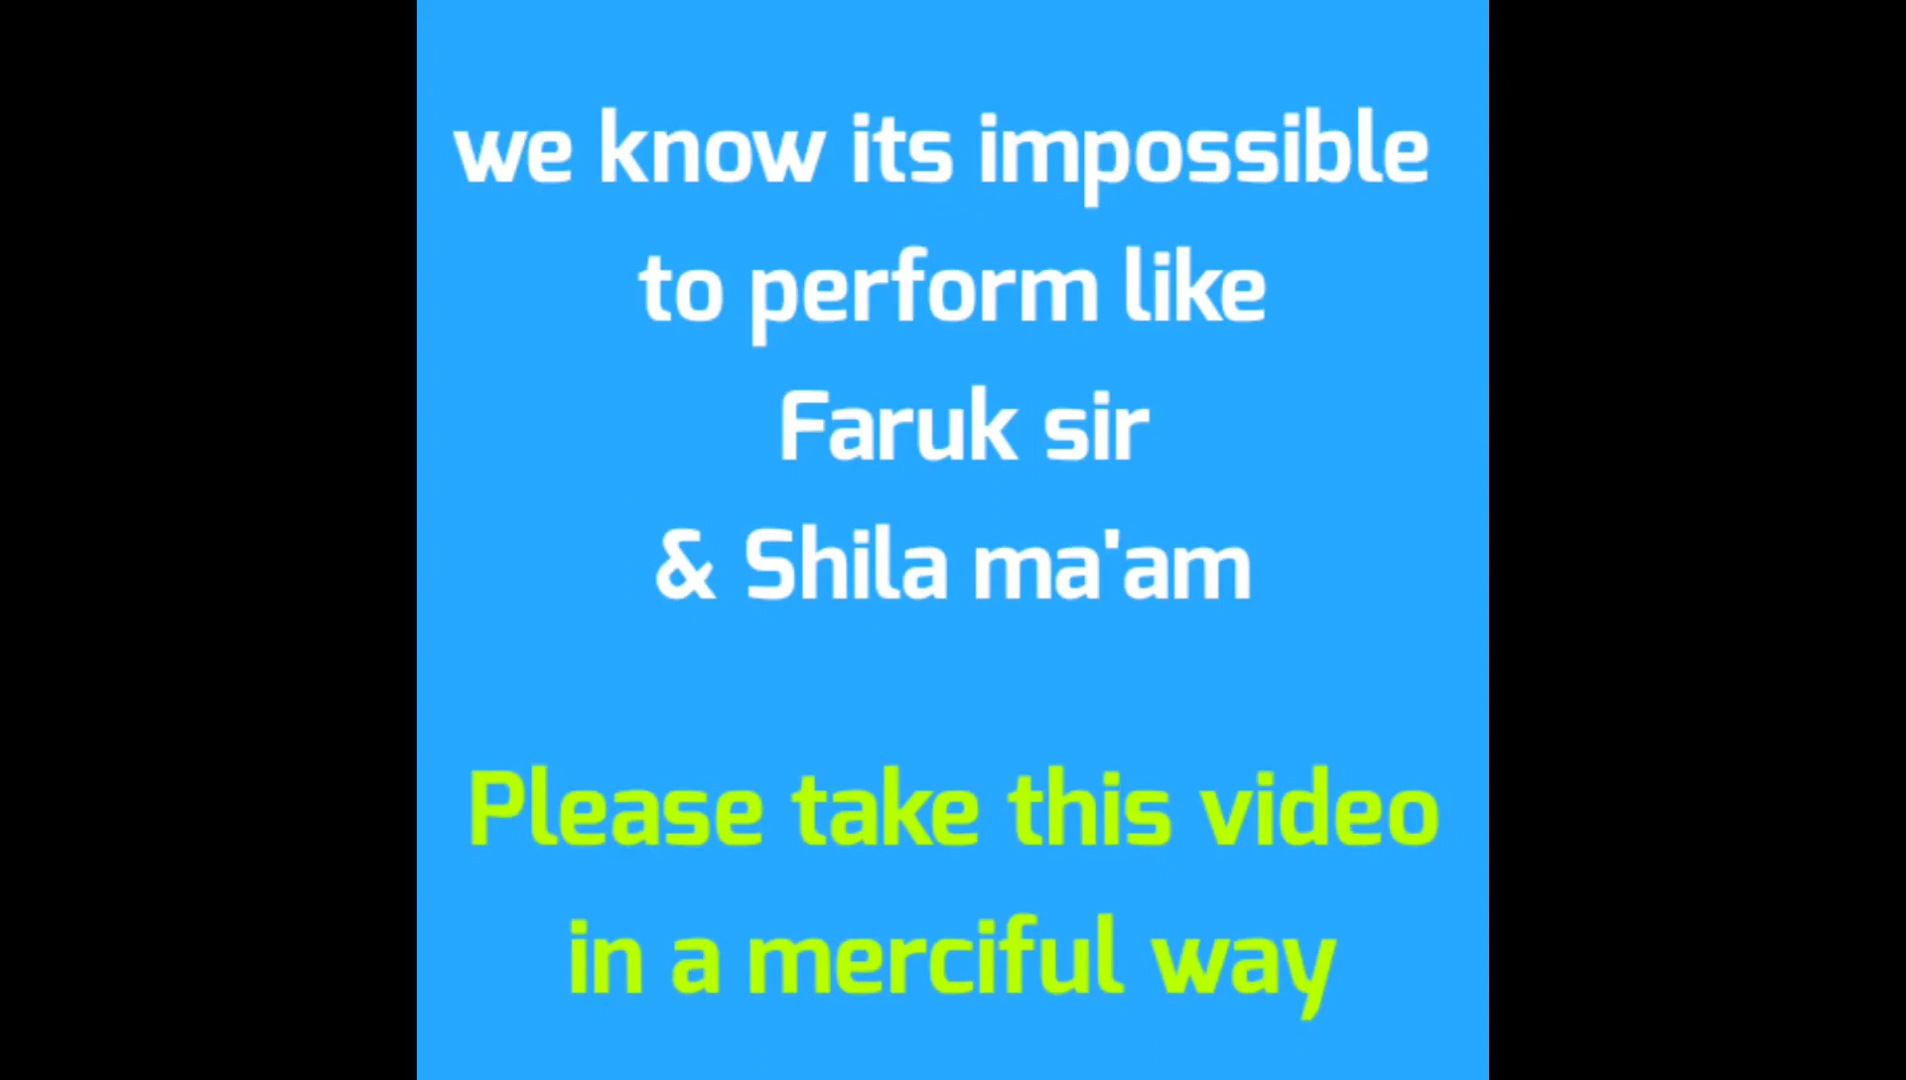 we know its impossible
to perform like
Faruk sir
& Shila ma'am
Please take this video
in a merciful way